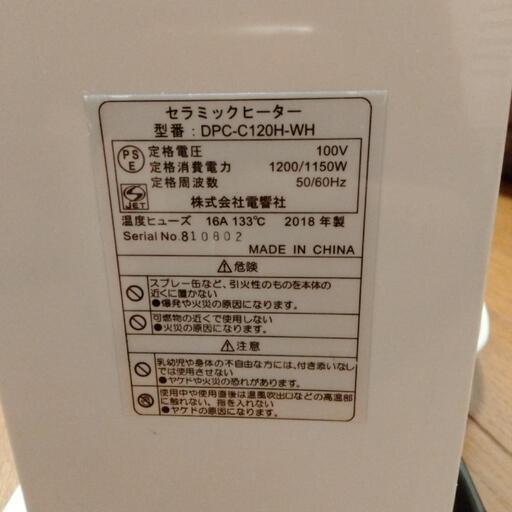 セラミックヒーター
型番：DPC-C120H-WH
PS
E
定格電圧 100V
定格消費電力 1200/1150W
定格周波数 50/60Hz
S
JET
株式会社電響社
温度ヒューズ 16A 133℃ 2018 年製
Serial No.810802
MADE IN CHINA
⚠危険
スプレー缶など、引火性のものを本体の
近くに置かない
●爆発や火災の原因になります。
可燃物の近くで使用しない
●火災の原因になります。
⚠注意
乳幼児や身体の不自由な方には、付き添いなし
では使用させない
●ヤケドや火災の恐れがあります。
使用中や使用直後は温風吹出口などの高温部
に触れない、指を入れない
●ヤケドの原因になります。